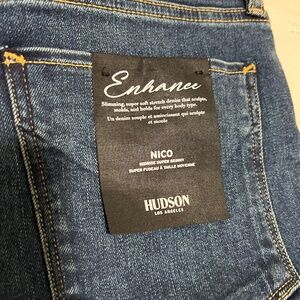 Enhance
Slimming, super soft stretch denim that sculpts,
molds, and holds for every body type.
Un denim souple et amincissant qui sculpte
et moule
NICO
MIDRISE SUPER SKINNY
SUPER FUSEAU À TAILLE MOYENNE
HUDSON
LOS ANGELES